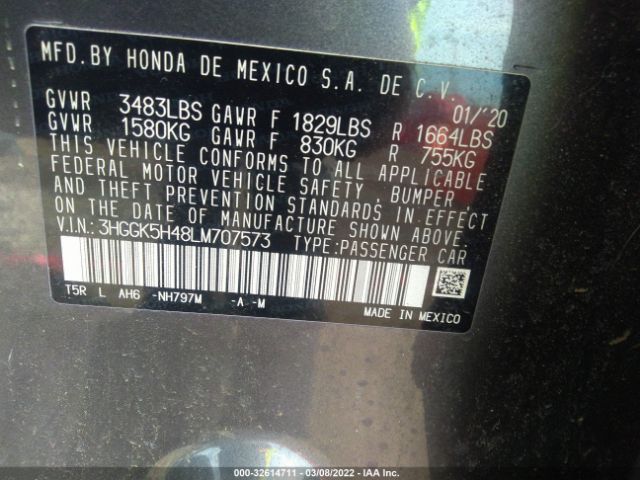 MFD.BY HONDA DE MEXICO S.A. DE C.V. 01/'20
GVWR 3483LBS GAWR F 1829LBS R 1664LBS
GVWR 1580KG GAWR F 830KG R 755KG
THIS VEHICLE CONFORMS TO ALL APPLICABLE
FEDERAL MOTOR VEHICLE SAFETY, BUMPER
AND THEFT PREVENTION STANDARDS IN EFFECT
ON THE DATE OF MANUFACTURE SHOWN ABOVE.
V.I.N.: 3HGGK5H48LM707573 TYPE:PASSENGER CAR
T5R L AH6 -NH797M -A -M
MADE IN MEXICO
000-32614711 - 03/08/2022 - IAA Inc.